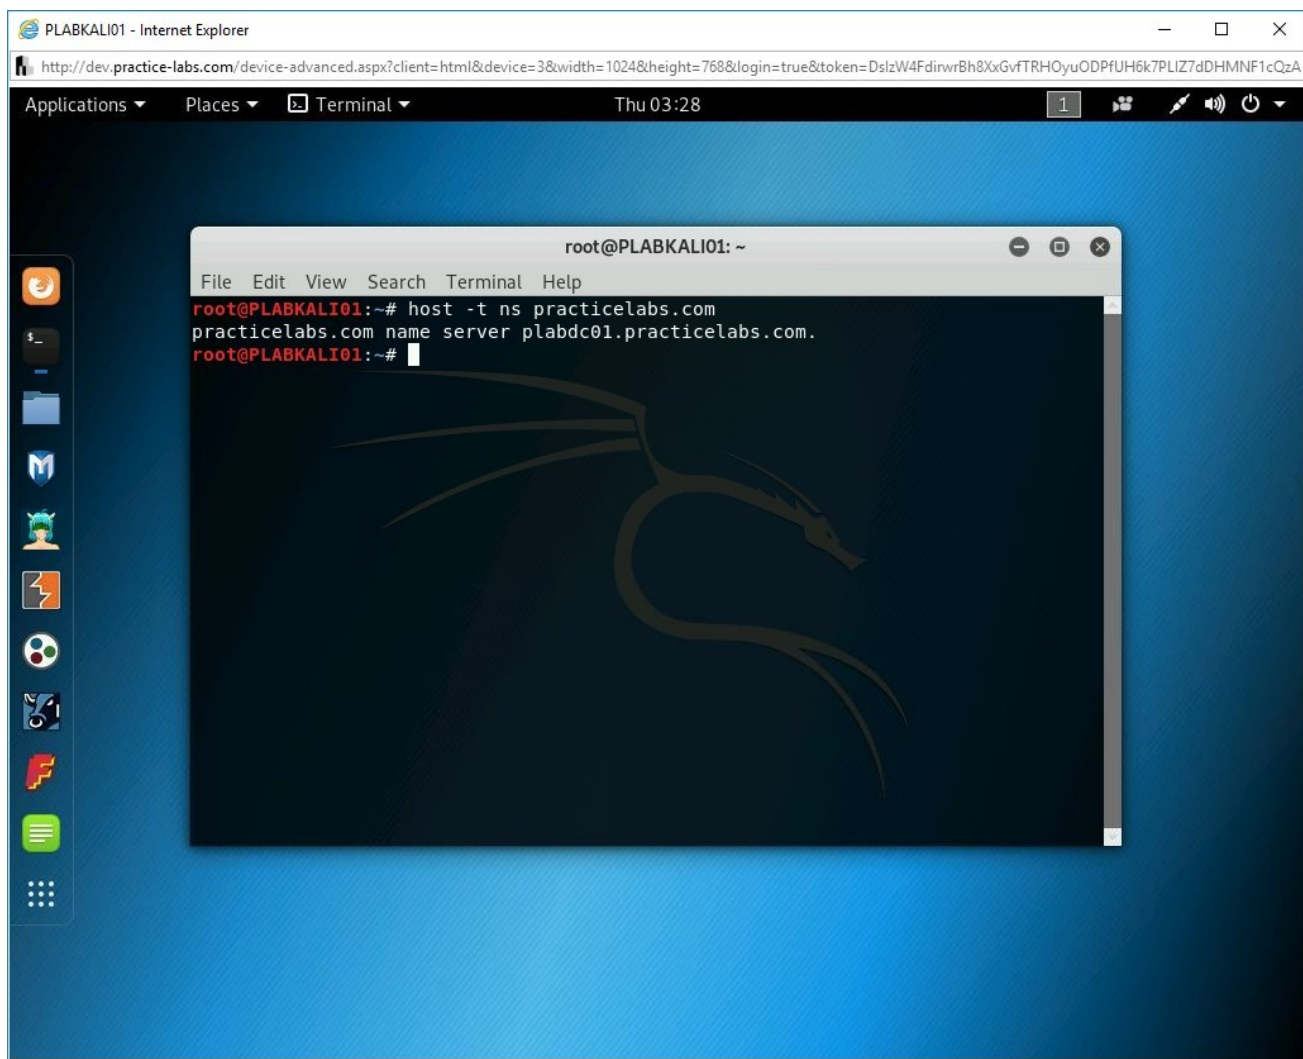 PLABKALI01 - Internet Explorer
http://dev.practice-labs.com/device-advanced.aspx?client=html&device=3&width=1024&height=768&login=true&token=DsIzW4FdirwrBh8XxGvfTRHOyuODPfUH6k7PLIZ7dDHMNF1cQzA
Applications Places Terminal Thu 03:28 1
root@PLABKALI01: ~
File Edit View Search Terminal Help
root@PLABKALI01:~# host -t ns practicelabs.com
practicelabs.com name server plabdc01.practicelabs.com.
root@PLABKALI01:~#